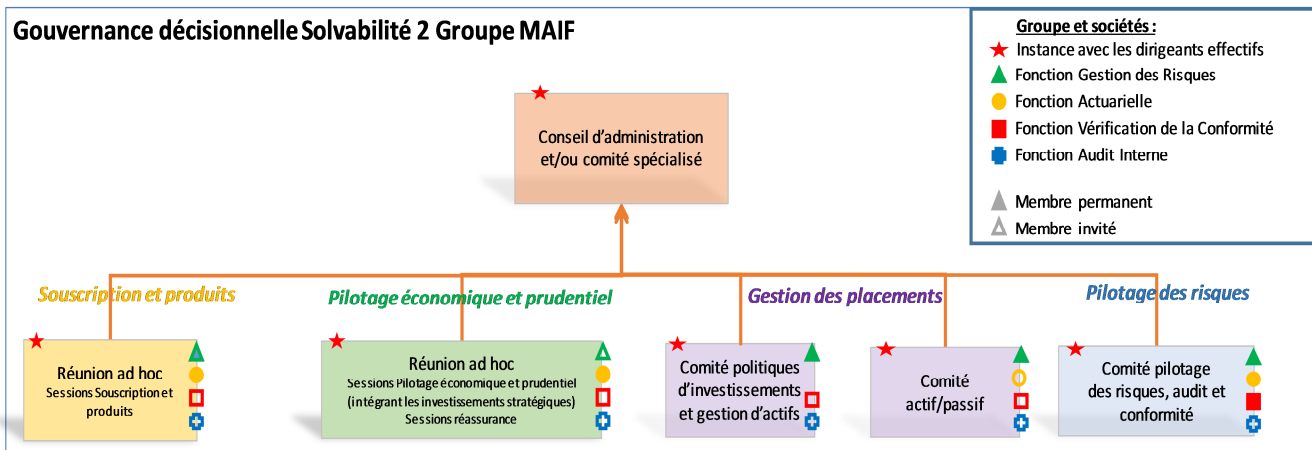 Gouvernance décisionnelle Solvabilité 2 Groupe MAIF
Groupe et sociétés :
Instance avec les dirigeants effectifs
Fonction Gestion des Risques
Fonction Actuarielle
Fonction Vérification de la Conformité
Fonction Audit Interne
Membre permanent
Membre invité
Conseil d'administration
et/ou comité spécialisé
Souscription et produits
Pilotage économique et prudentiel
Gestion des placements
Pilotage des risques
Réunion ad hoc
Sessions Souscription et
produits
Réunion ad hoc
Sessions Pilotage économique et prudentiel
(intégrant les investissements stratégiques)
Sessions réassurance
Comité politiques
d'investissements
et gestion d'actifs
Comité
actif/passif
Comité pilotage
des risques, audit et
conformité